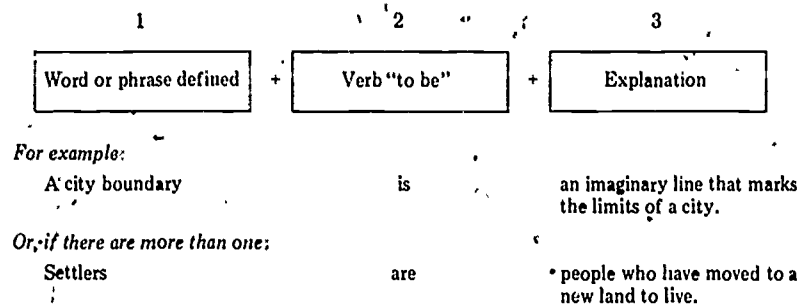 1 2 3
Word or phrase defined + Verb "to be" + Explanation
For example:
A city boundary is an imaginary line that marks
the limits of a city.
Or, if there are more than one:
Settlers are people who have moved to a
new land to live.